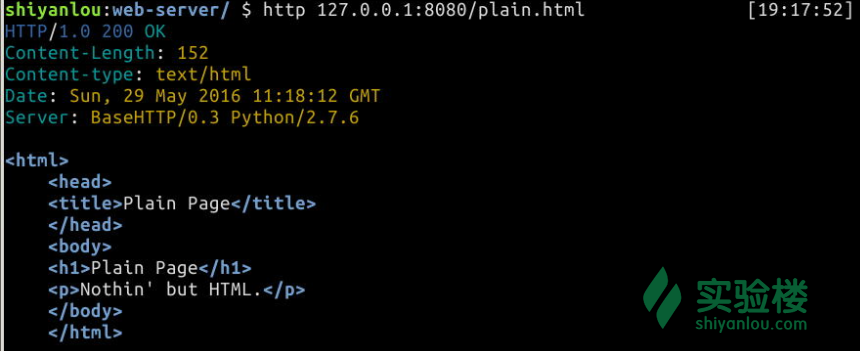 shiyanlou:web-server/ $ http 127.0.0.1:8080/plain.html [19:17:52]
HTTP/1.0 200 OK
Content-Length: 152
Content-type: text/html
Date: Sun, 29 May 2016 11:18:12 GMT
Server: BaseHTTP/0.3 Python/2.7.6

<html>
    <head>
    <title>Plain Page</title>
    </head>
    <body>
    <h1>Plain Page</h1>
    <p>Nothin' but HTML.</p>
    </body>
    </html>
实验楼
shiyanlou.com